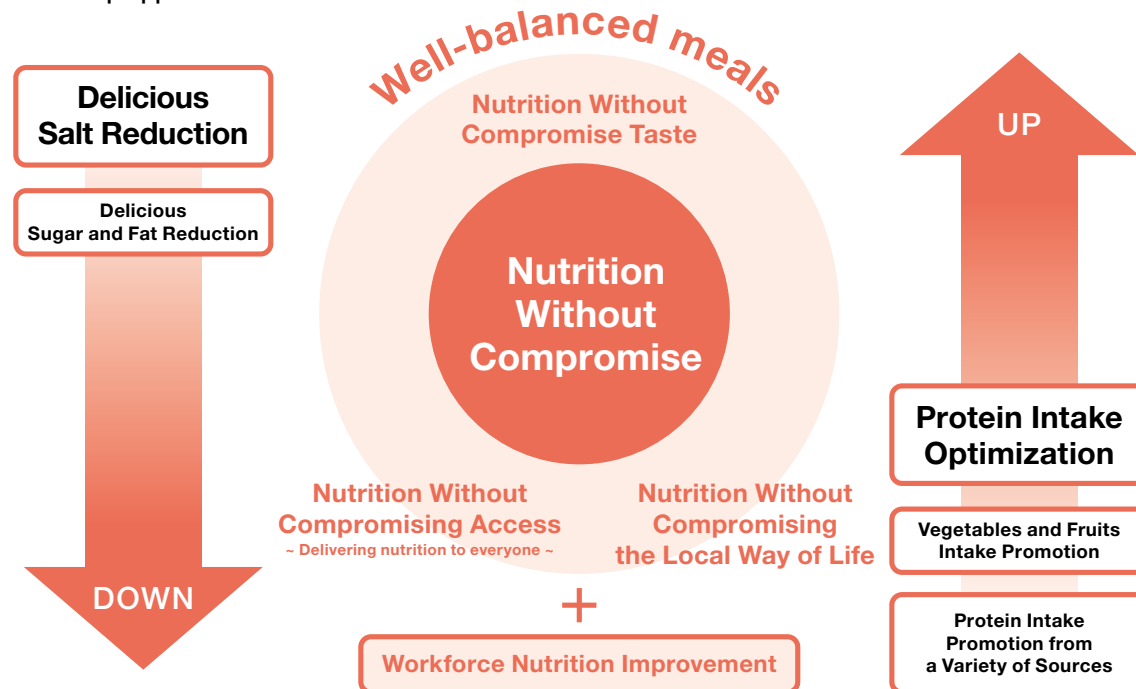 Well-balanced meals
Delicious
Salt Reduction
Delicious
Sugar and Fat Reduction
DOWN
Nutrition Without
Compromise Taste
Nutrition
Without
Compromise
Nutrition Without
Compromising Access
~ Delivering nutrition to everyone ~
Nutrition Without
Compromising
the Local Way of Life
+
Workforce Nutrition Improvement
UP
Protein Intake
Optimization
Vegetables and Fruits
Intake Promotion
Protein Intake
Promotion from
a Variety of Sources